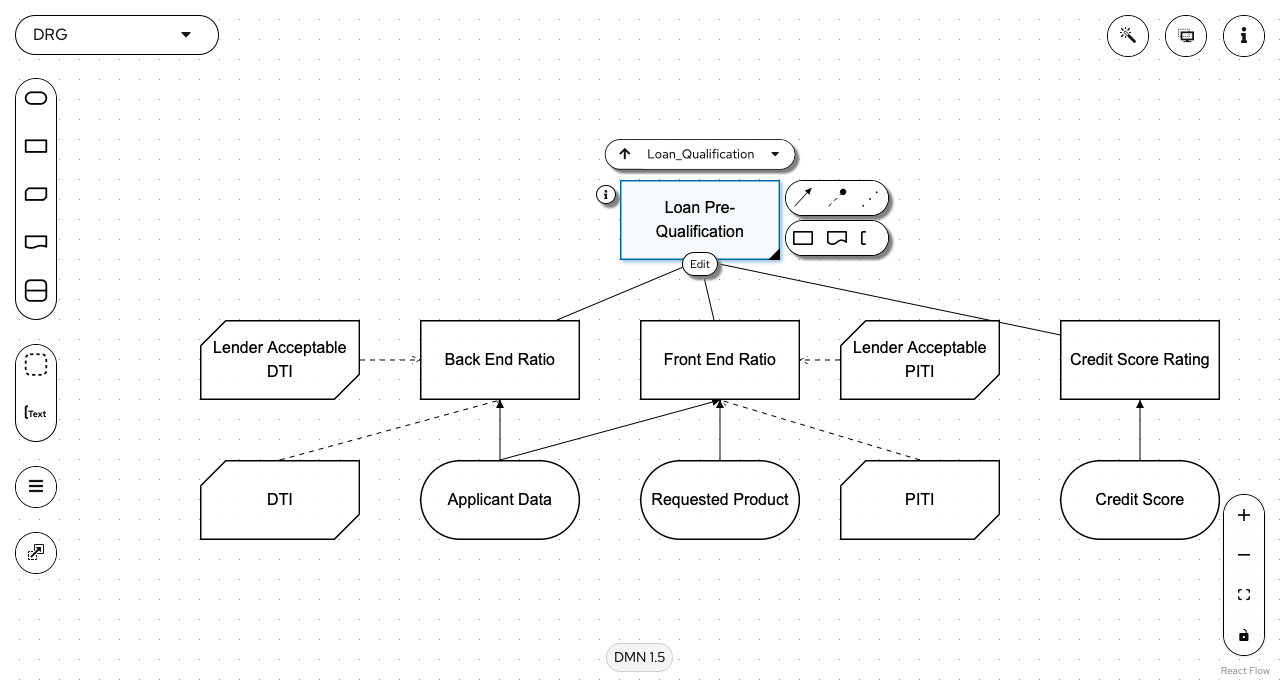 DRG
Loan_Qualification
Loan Pre-
Qualification
Edit
Lender Acceptable
DTI
Back End Ratio
Front End Ratio
Lender Acceptable
PITI
Credit Score Rating
Text
DTI
Applicant Data
Requested Product
PITI
Credit Score
DMN 1.5
React Flow